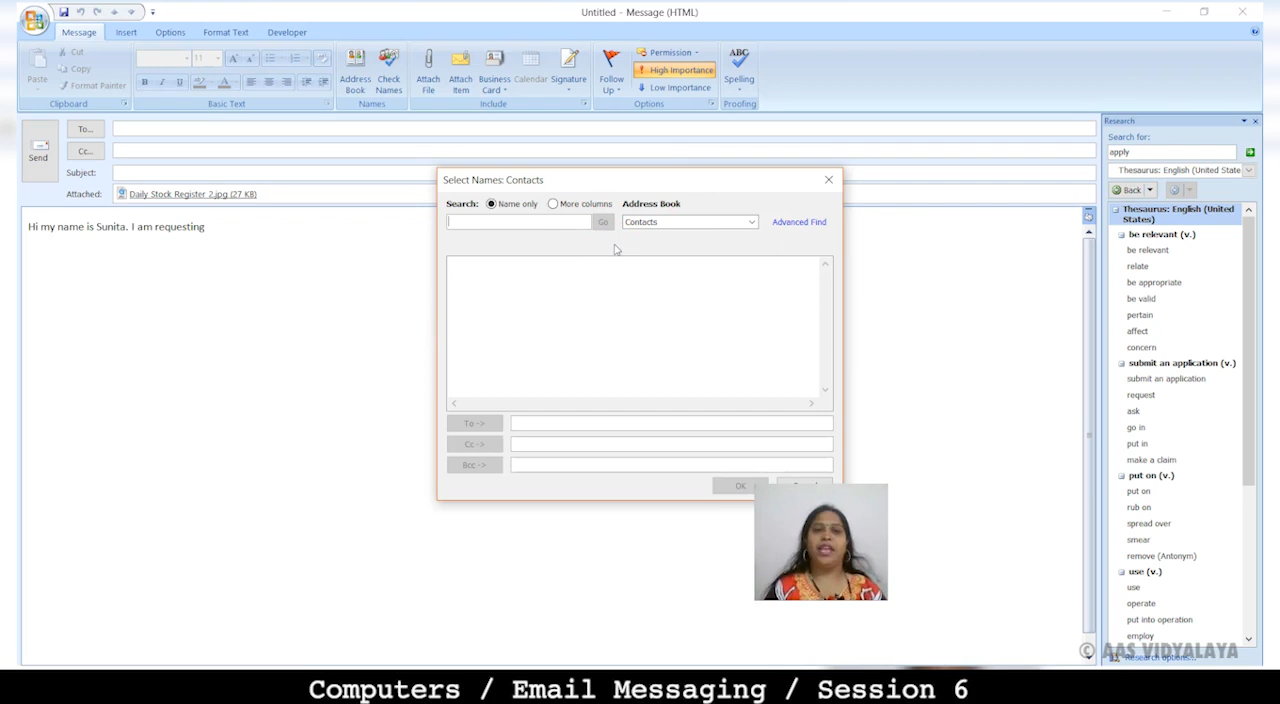 Untitled - Message (HTML)
Message Insert Options Format Text Developer
Paste
Cut
Copy
Format Painter
Clipboard
11
B I U
Basic Text
Address Book
Check Names
Names
Attach File
Attach Item
Business Card
Calendar
Signature
Include
Follow Up
Permission
High Importance
Low Importance
Options
ABC
Spelling
Proofing
Send
To...
Cc...
Subject:
Attached: Daily Stock Register 2.jpg (27 KB)
Hi my name is Sunita. I am requesting
Select Names: Contacts
Search: Name only More columns Address Book
Go Contacts Advanced Find
To ->
Cc ->
Bcc ->
OK
Research
Search for:
apply
Thesaurus: English (United State
Back
Thesaurus: English (United
States)
be relevant (v.)
be relevant
relate
be appropriate
be valid
pertain
affect
concern
submit an application (v.)
submit an application
request
ask
go in
put in
make a claim
put on (v.)
put on
rub on
spread over
smear
remove (Antonym)
use (v.)
use
operate
put into operation
employ
Research options...
© AAS VIDYALAYA
Computers / Email Messaging / Session 6